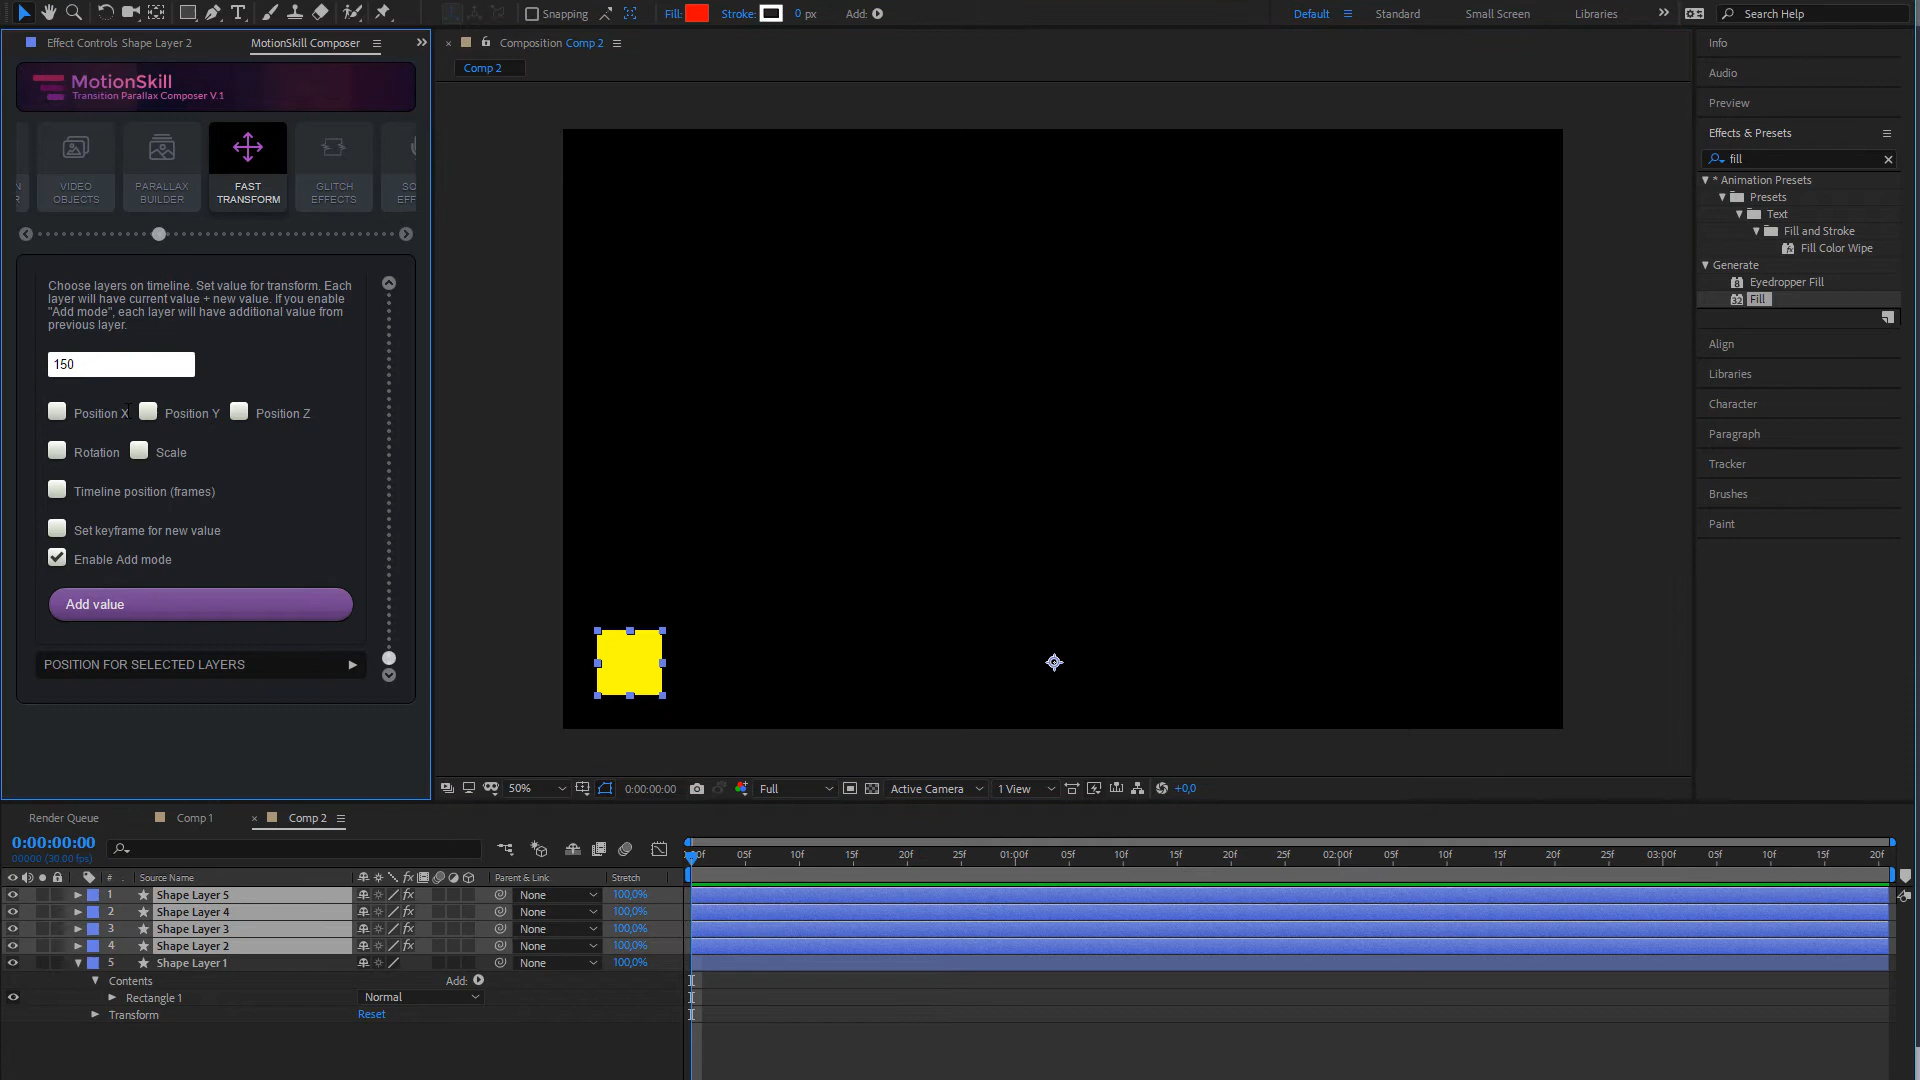 Snapping
Fill:
Stroke:
0 px
Add:
Default
Standard
Small Screen
Libraries
Search Help
Effect Controls Shape Layer 2
MotionSkill Composer
Composition Comp 2
Comp 2
MotionSkill
Transition Parallax Composer V.1
VIDEO
OBJECTS
PARALLAX
BUILDER
FAST
TRANSFORM
GLITCH
EFFECTS
Choose layers on timeline. Set value for transform. Each
layer will have current value + new value. If you enable
"Add mode", each layer will have additional value from
previous layer.
150
Position X
Position Y
Position Z
Rotation
Scale
Timeline position (frames)
Set keyframe for new value
Enable Add mode
Add value
POSITION FOR SELECTED LAYERS
50%
0:00:00:00
Full
Active Camera
1 View
+0,0
Info
Audio
Preview
Effects & Presets
fill
* Animation Presets
Presets
Text
Fill and Stroke
Fill Color Wipe
Generate
Eyedropper Fill
Fill
Align
Libraries
Character
Paragraph
Tracker
Brushes
Paint
Render Queue
Comp 1
Comp 2
0:00:00:00
00000 (30.00 fps)
05f 10f 15f 20f 25f 01:00f 05f 10f 15f 20f 25f 02:00f 05f 10f 15f 20f 25f 03:00f 05f 10f 15f 20f
# Source Name Parent & Link Stretch
1 Shape Layer 5 fx None 100,0%
2 Shape Layer 4 fx None 100,0%
3 Shape Layer 3 fx None 100,0%
4 Shape Layer 2 fx None 100,0%
5 Shape Layer 1 None 100,0%
Contents Add:
Rectangle 1 Normal
Transform Reset